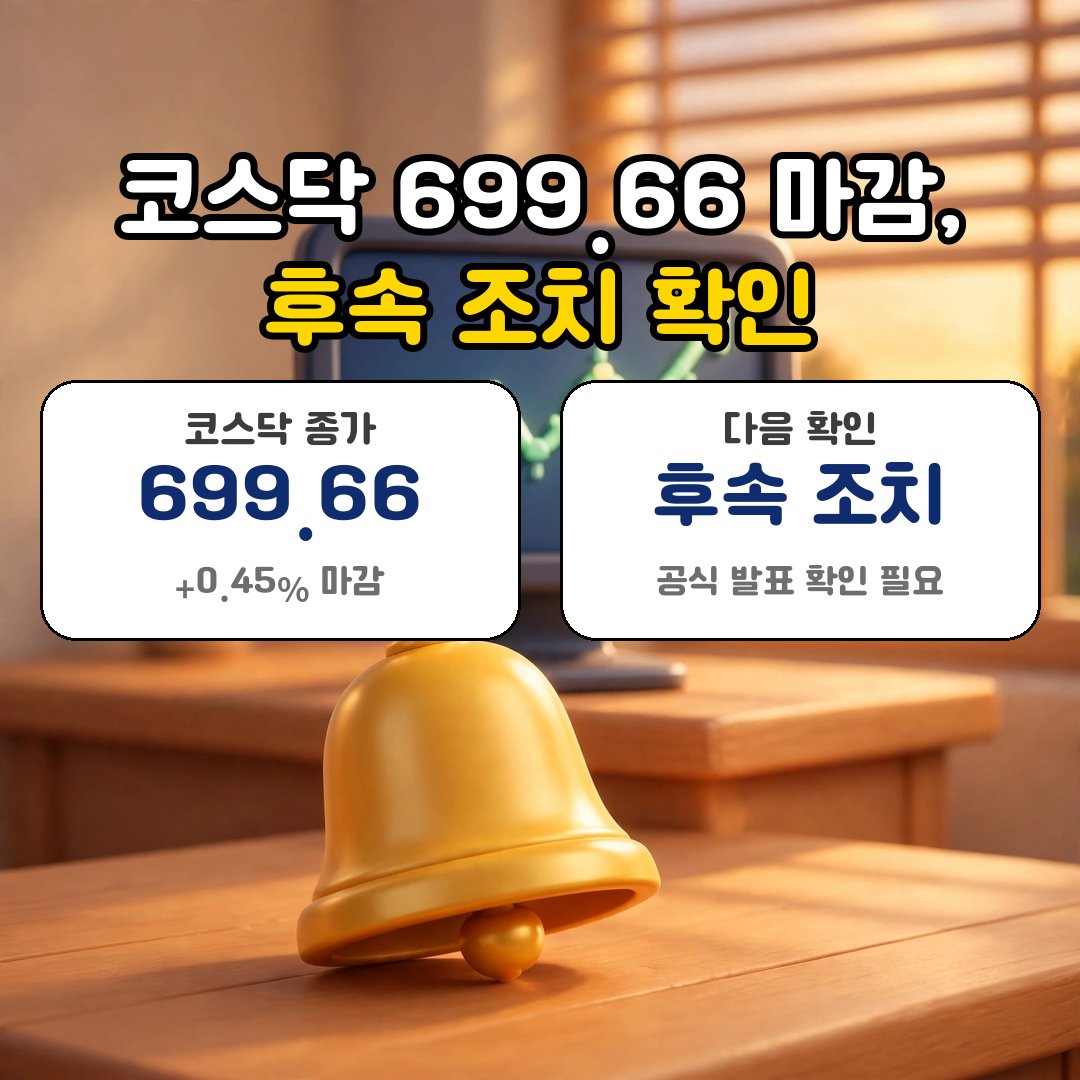 코스닥 699.66 마감,
후속 조치 확인
코스닥 종가
699.66
+0.45% 마감
다음 확인
후속 조치
공식 발표 확인 필요